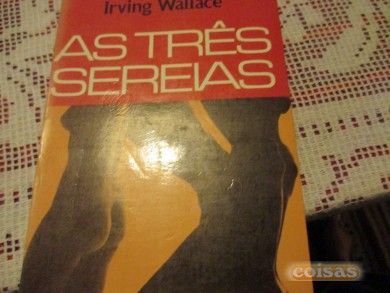 Irving Wallace
AS TRÊS
SEREIAS
coisas